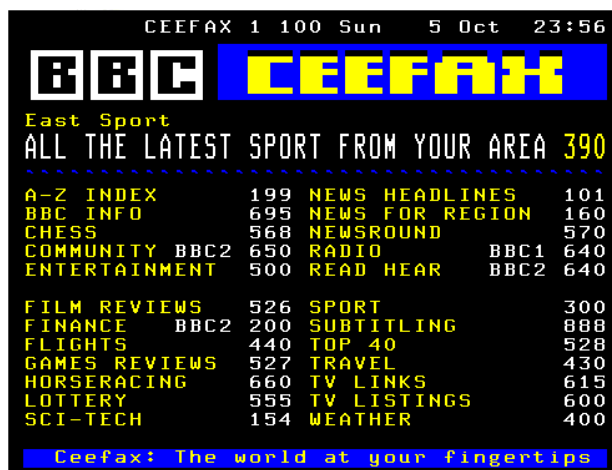 CEEFAX 1 100 Sun 5 Oct 23:56
BBC CEEFAX
East Sport
ALL THE LATEST SPORT FROM YOUR AREA 390
A-Z INDEX 199 NEWS HEADLINES 101
BBC INFO 695 NEWS FOR REGION 160
CHESS 568 NEWSROUND 570
COMMUNITY BBC2 650 RADIO BBC1 640
ENTERTAINMENT 500 READ HEAR BBC2 640
FILM REVIEWS 526 SPORT 300
FINANCE BBC2 200 SUBTITLING 888
FLIGHTS 440 TOP 40 528
GAMES REVIEWS 527 TRAVEL 430
HORSERACING 660 TV LINKS 615
LOTTERY 555 TV LISTINGS 600
SCI-TECH 154 WEATHER 400
Ceefax: The world at your fingertips